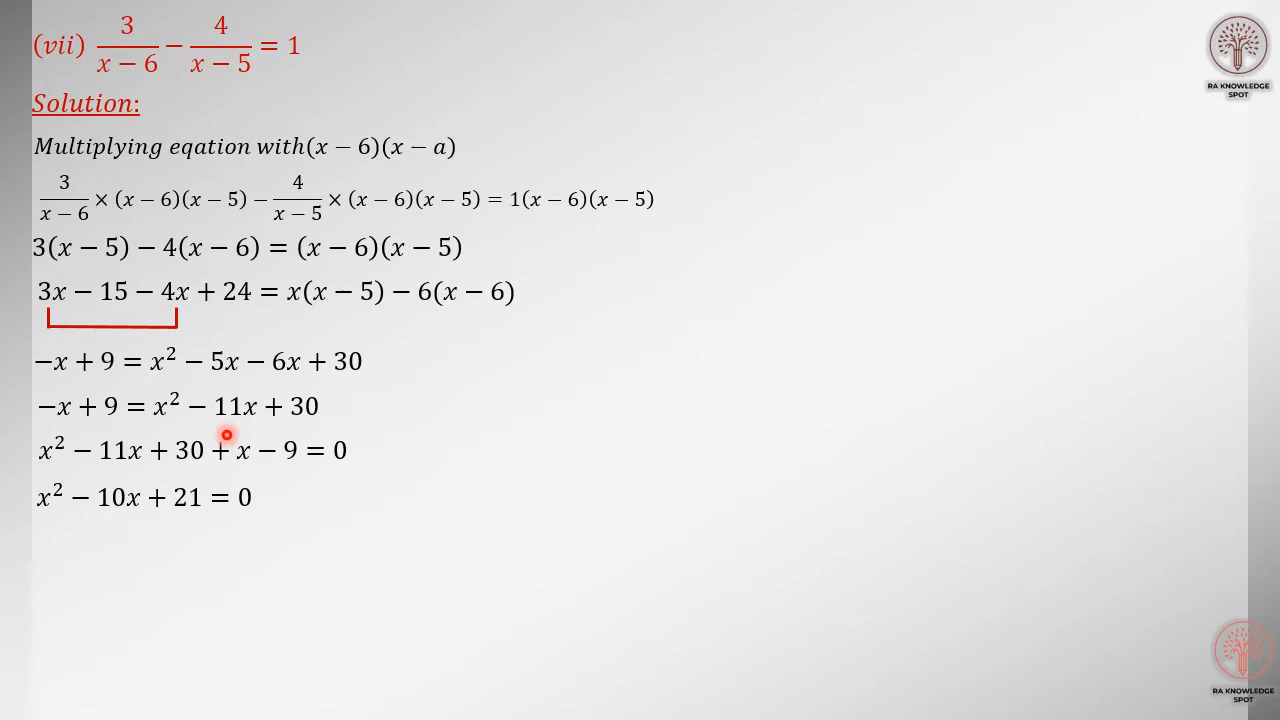 (vii) 3/(x − 6) − 4/(x − 5) = 1
Solution:
Multiplying eqation with(x − 6)(x − a)
3/(x − 6) × (x − 6)(x − 5) − 4/(x − 5) × (x − 6)(x − 5) = 1(x − 6)(x − 5)
3(x − 5) − 4(x − 6) = (x − 6)(x − 5)
3x − 15 − 4x + 24 = x(x − 5) − 6(x − 6)
−x + 9 = x² − 5x − 6x + 30
−x + 9 = x² − 11x + 30
x² − 11x + 30 + x − 9 = 0
x² − 10x + 21 = 0
RA KNOWLEDGE
SPOT
RA KNOWLEDGE
SPOT